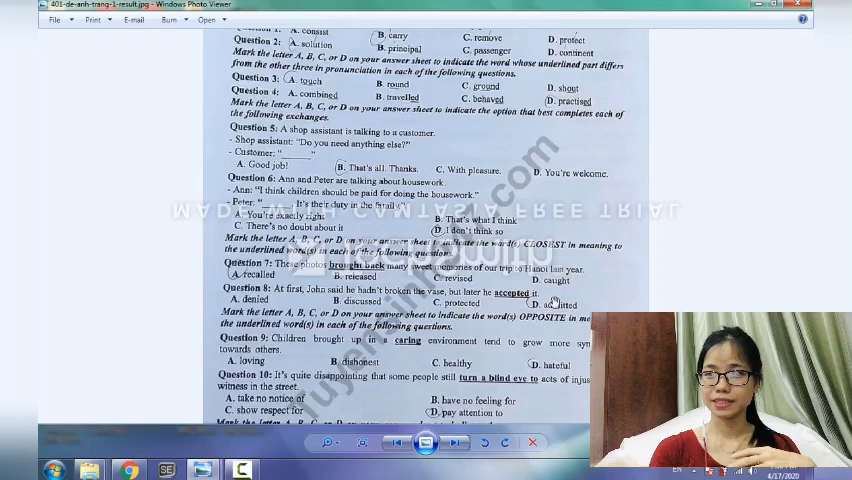 401-de-anh-trang-1-result.jpg - Windows Photo Viewer
File Print E-mail Burn Open
A. consist B. carry C. remove D. protect
Question 2: A. solution B. principal C. passenger D. continent
Mark the letter A, B, C, or D on your answer sheet to indicate the word whose underlined part differs
from the other three in pronunciation in each of the following questions.
Question 3: A. touch B. round C. ground D. shout
Question 4: A. combined B. travelled C. behaved D. practised
Mark the letter A, B, C, or D on your answer sheet to indicate the option that best completes each of
the following exchanges.
Question 5: A shop assistant is talking to a customer.
- Shop assistant: "Do you need anything else?"
- Customer: "______"
A. Good job! B. That's all. Thanks. C. With pleasure. D. You're welcome.
Question 6: Ann and Peter are talking about housework.
- Ann: "I think children should be paid for doing the housework."
- Peter: "______. It's their duty in the family."
MADE WITH CAMTASIA FREE TRIAL
A. You're exactly right B. That's what I think
C. There's no doubt about it D. I don't think so
Mark the letter A, B, C, or D on your answer sheet to indicate the word(s) CLOSEST in meaning to
the underlined word(s) in each of the following question.
TechSmith
Question 7: These photos brought back many sweet memories of our trip to Hanoi last year.
A. recalled B. released C. revised D. caught
Question 8: At first, John said he hadn't broken the vase, but later he accepted it.
A. denied B. discussed C. protected D. admitted
Mark the letter A, B, C, or D on your answer sheet to indicate the word(s) OPPOSITE in
the underlined word(s) in each of the following questions.
Question 9: Children brought up in a caring environment tend to grow more
towards others.
A. loving B. dishonest C. healthy D. hateful
Question 10: It's quite disappointing that some people still turn a blind eye to acts of
witness in the street.
A. take no notice of B. have no feeling for
C. show respect for D. pay attention to
SE
C
EN
4/17/2020